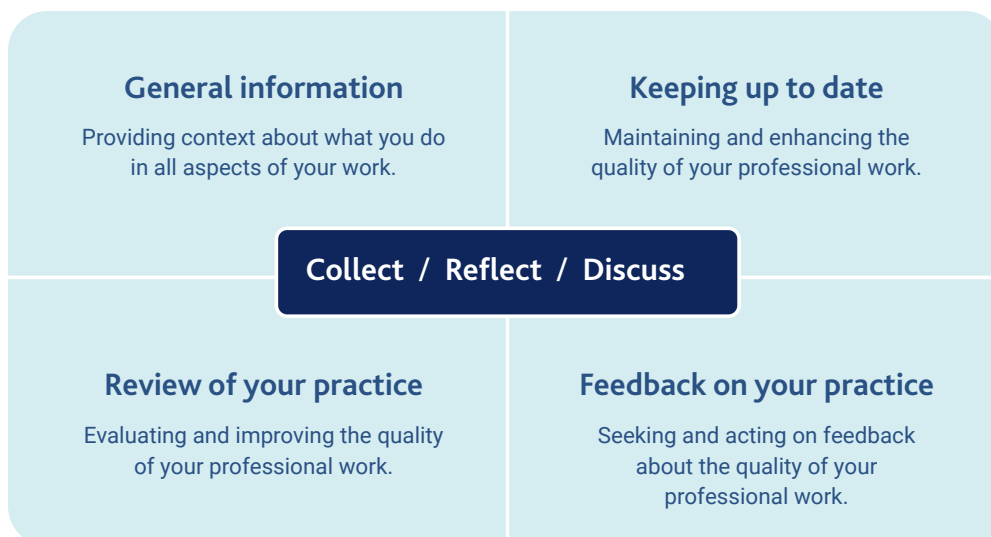 General information
Providing context about what you do
in all aspects of your work.
Keeping up to date
Maintaining and enhancing the
quality of your professional work.
Collect / Reflect / Discuss
Review of your practice
Evaluating and improving the quality
of your professional work.
Feedback on your practice
Seeking and acting on feedback
about the quality of your
professional work.